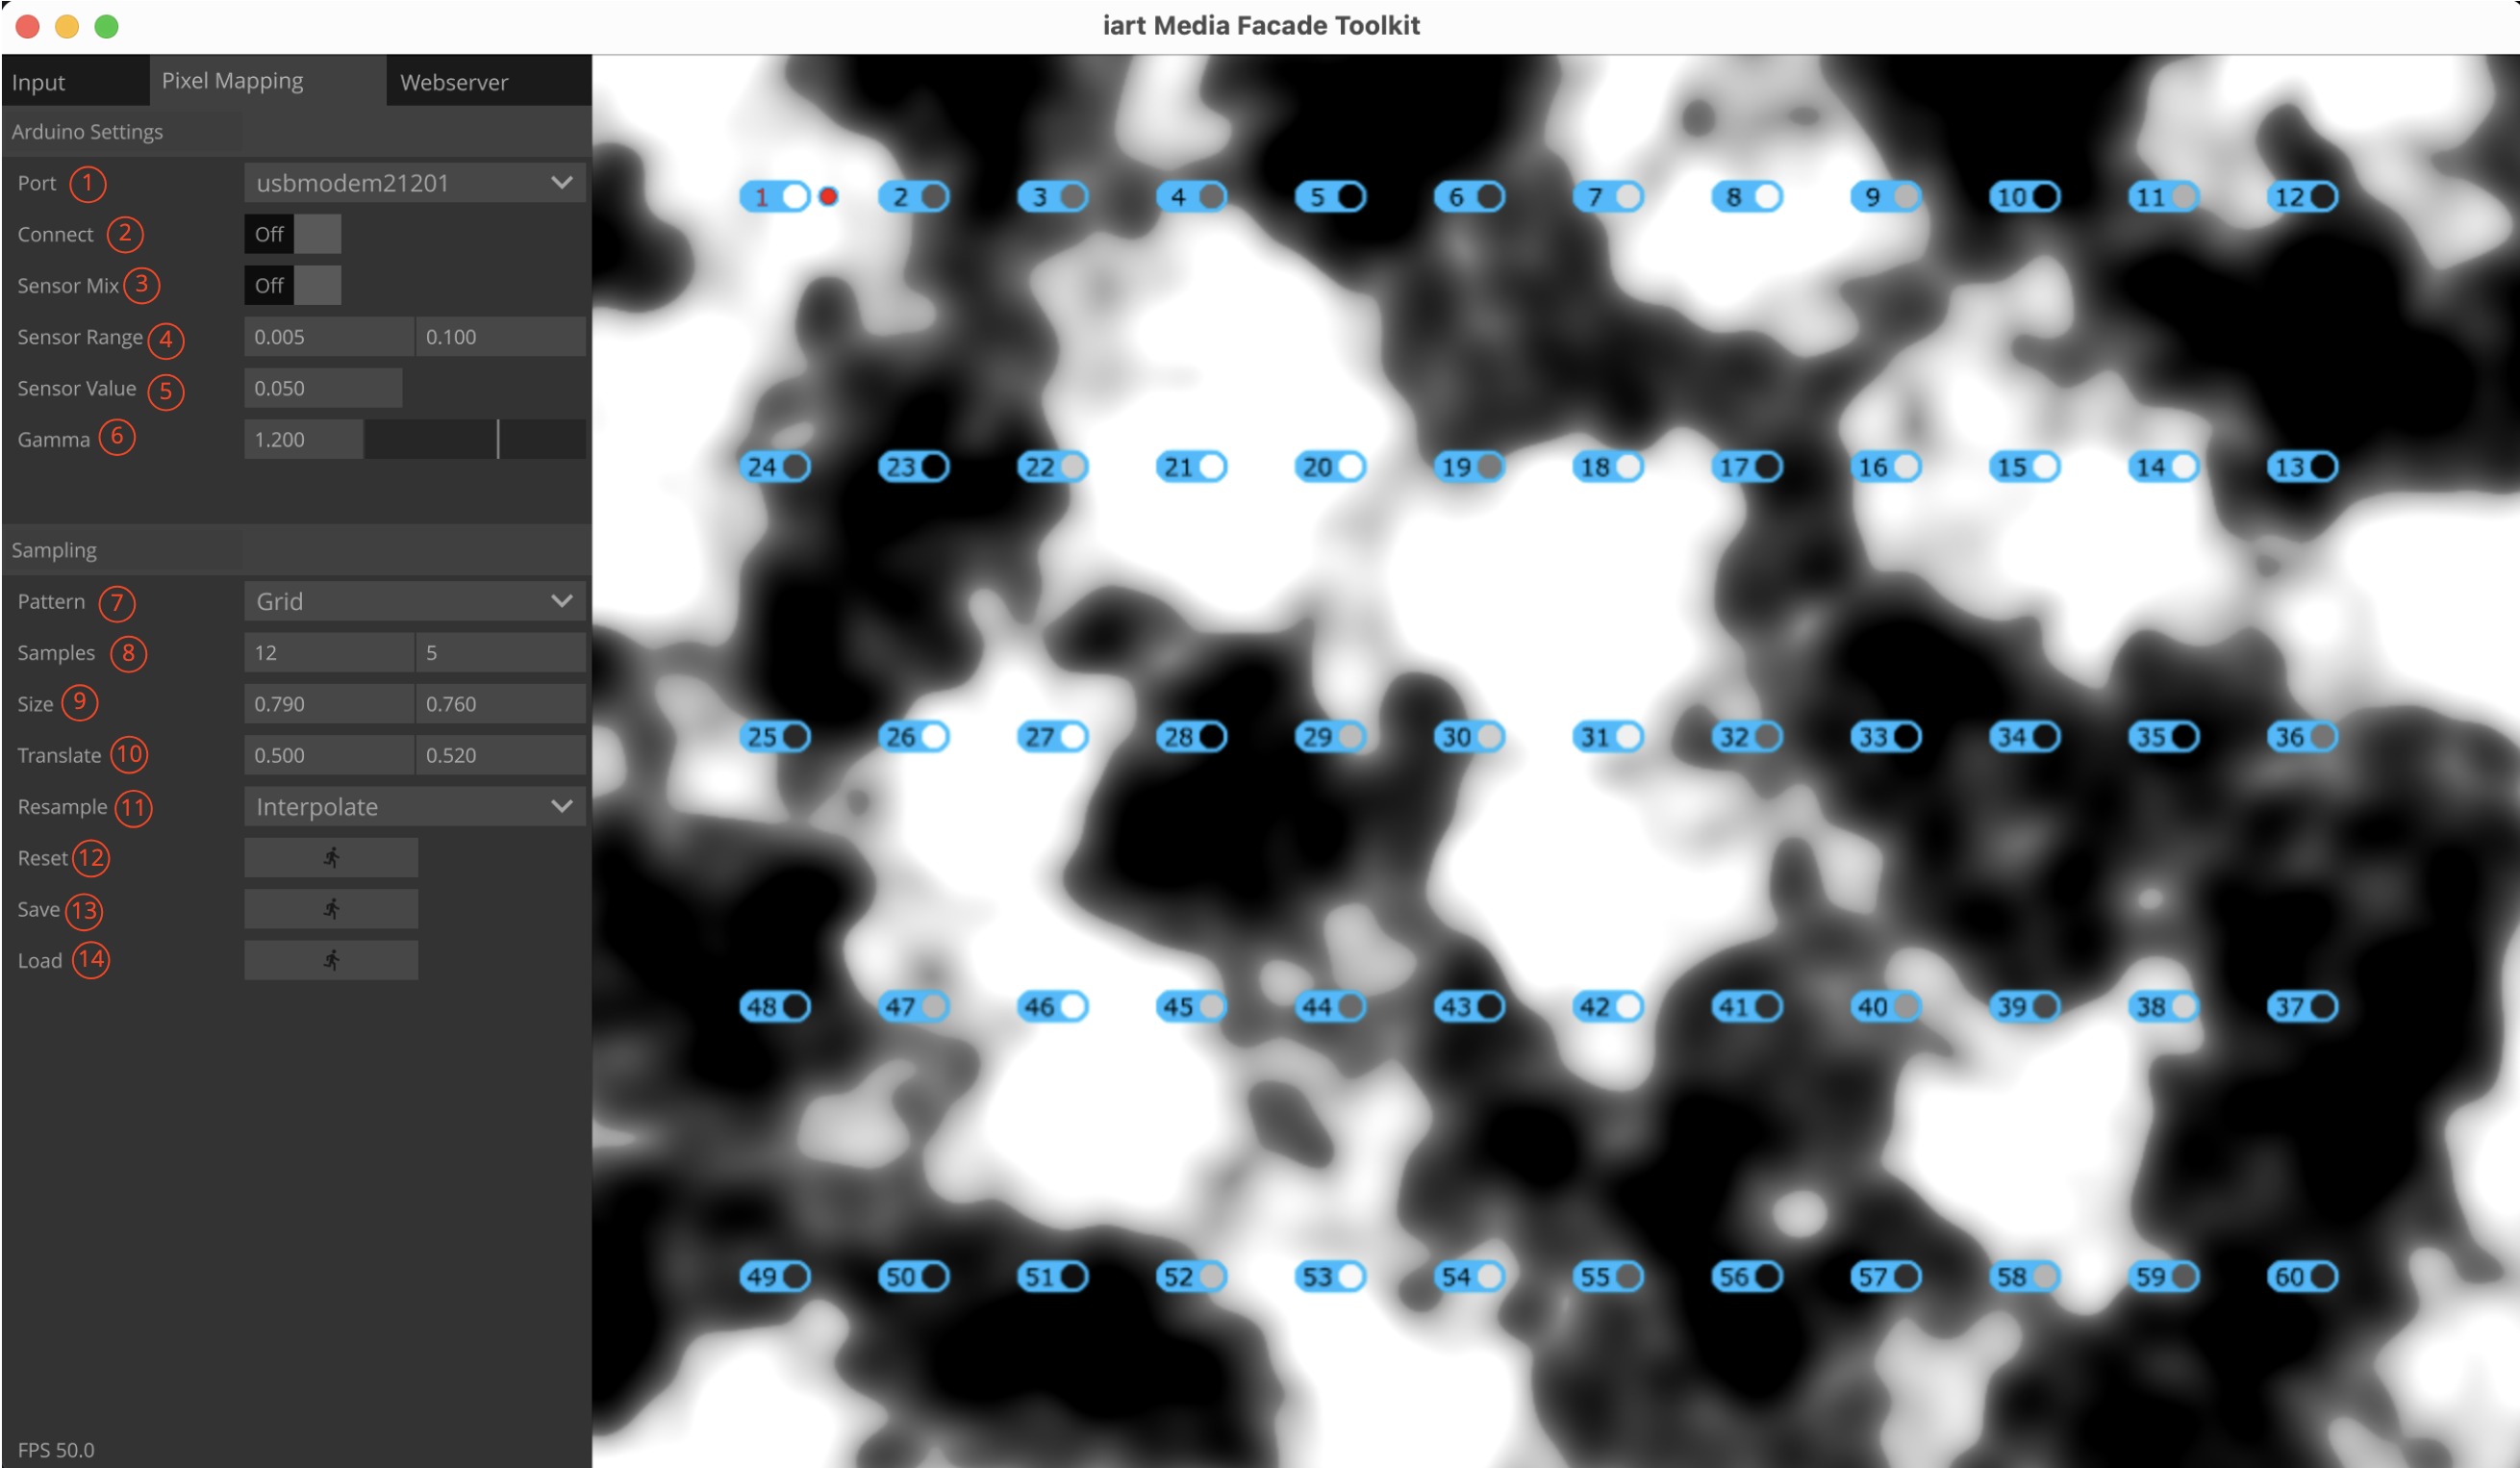 iart Media Facade Toolkit
Input Pixel Mapping Webserver
Arduino Settings
Port 1 usbmodem21201
Connect 2 Off
Sensor Mix 3 Off
Sensor Range 4 0.005 0.100
Sensor Value 5 0.050
Gamma 6 1.200
Sampling
Pattern 7 Grid
Samples 8 12 5
Size 9 0.790 0.760
Translate 10 0.500 0.520
Resample 11 Interpolate
Reset 12
Save 13
Load 14
FPS 50.0
1 2 3 4 5 6 7 8 9 10 11 12
24 23 22 21 20 19 18 17 16 15 14 13
25 26 27 28 29 30 31 32 33 34 35 36
48 47 46 45 44 43 42 41 40 39 38 37
49 50 51 52 53 54 55 56 57 58 59 60